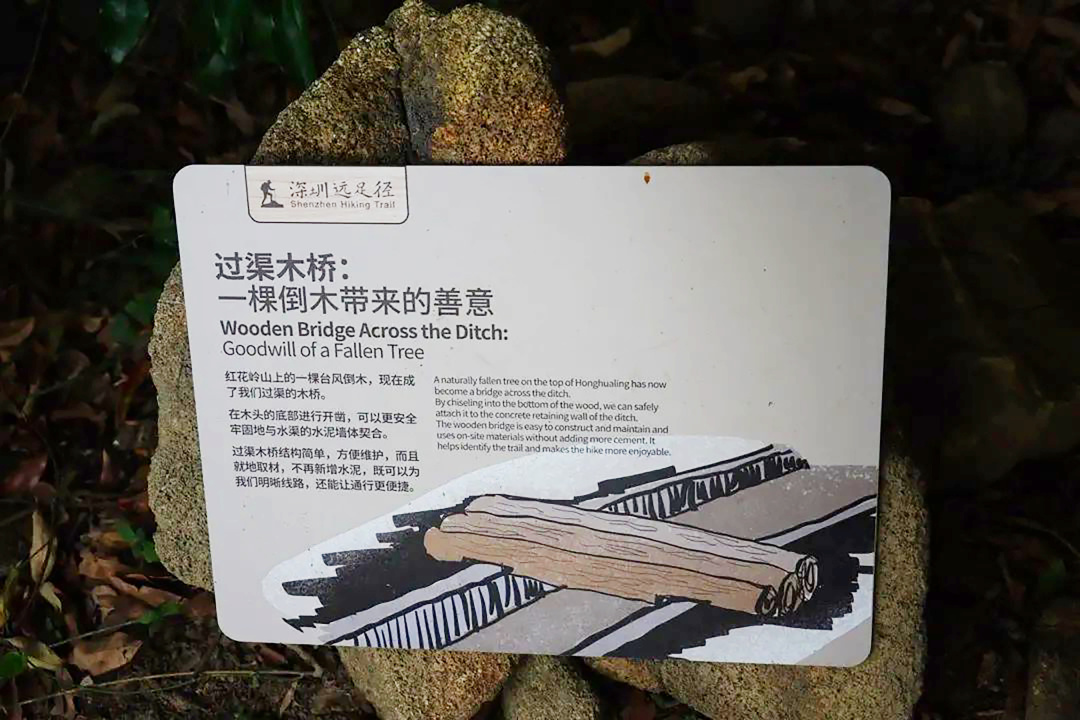 深圳远足径
Shenzhen Hiking Trail
过渠木桥：
一棵倒木带来的善意
Wooden Bridge Across the Ditch:
Goodwill of a Fallen Tree
红花岭山上的一棵台风倒木，现在成
了我们过渠的木桥。
在木头的底部进行开凿，可以更安全
牢固地与水渠的水泥墙体契合。
过渠木桥结构简单，方便维护，而且
就地取材，不再新增水泥，既可以为
我们明晰线路，还能让通行更便捷。
A naturally fallen tree on the top of Honghualing has now
become a bridge across the ditch.
By chiseling into the bottom of the wood, we can safely
attach it to the concrete retaining wall of the ditch.
The wooden bridge is easy to construct and maintain and
uses on-site materials without adding more cement. It
helps identify the trail and makes the hike more enjoyable.